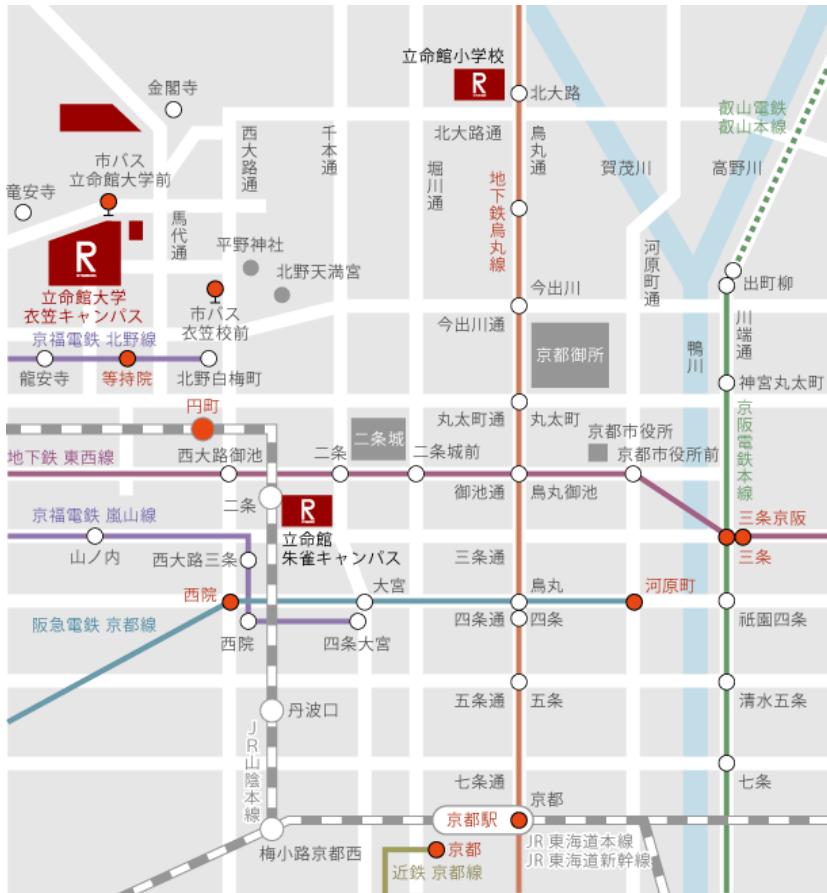 立命館小学校
R
北大路
金閣寺
叡山電鉄
叡山本線
北大路通
烏丸通
西大路通
千本通
堀川通
賀茂川
高野川
市バス
立命館大学前
竜安寺
地下鉄烏丸線
馬代通
平野神社
北野天満宮
河原町通
R
立命館大学
衣笠キャンパス
市バス
衣笠校前
今出川
出町柳
今出川通
川端通
京福電鉄 北野線
京都御所
鴨川
龍安寺
等持院
北野白梅町
神宮丸太町
円町
丸太町通
丸太町
京阪電鉄本線
二条城
京都市役所
地下鉄 東西線
西大路御池
二条
二条城前
京都市役所前
御池通
烏丸御池
二条
R
京福電鉄 嵐山線
立命館
朱雀キャンパス
三条京阪
山ノ内
西大路三条
三条通
三条
西院
大宮
烏丸
河原町
阪急電鉄 京都線
四条通
四条
祇園四条
西院
四条大宮
五条通
五条
清水五条
丹波口
JR山陰本線
七条通
七条
京都
京都駅
梅小路京都西
京都
JR 東海道本線
JR 東海道新幹線
近鉄 京都線